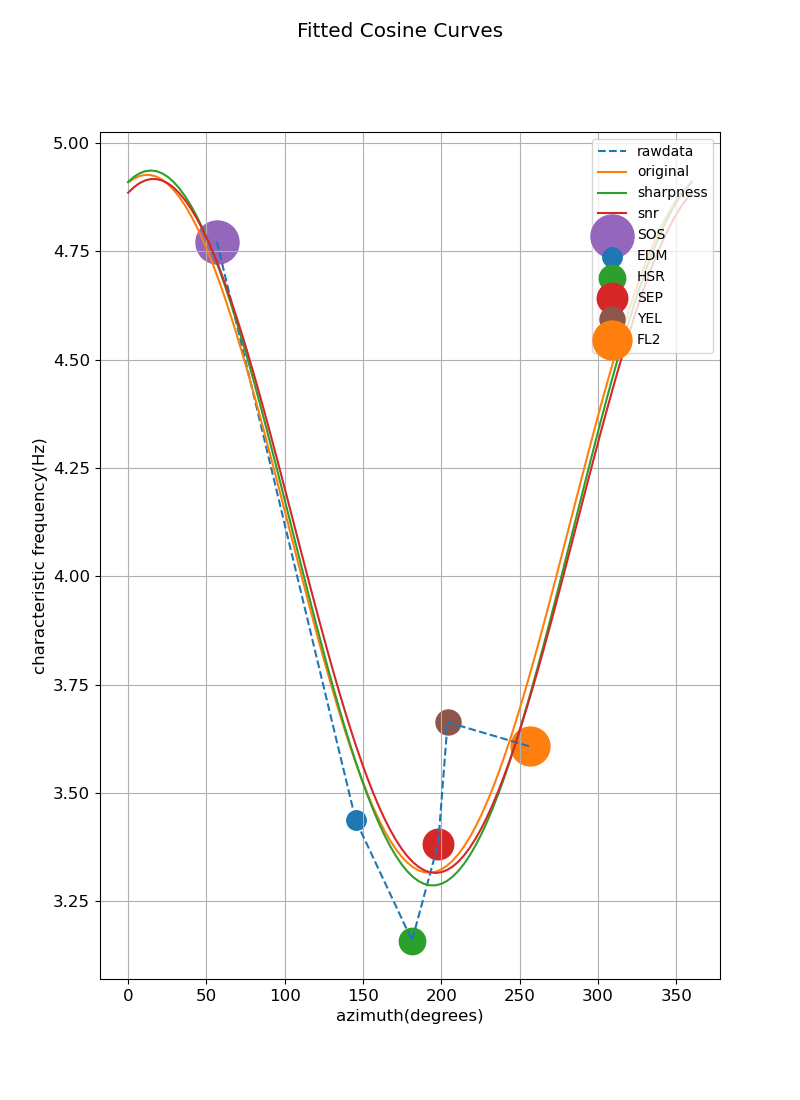 Fitted Cosine Curves
5.00
4.75
4.50
4.25
4.00
3.75
3.50
3.25
characteristic frequency(Hz)
rawdata
original
sharpness
snr
SOS
EDM
HSR
SEP
YEL
FL2
0 50 100 150 200 250 300 350
azimuth(degrees)